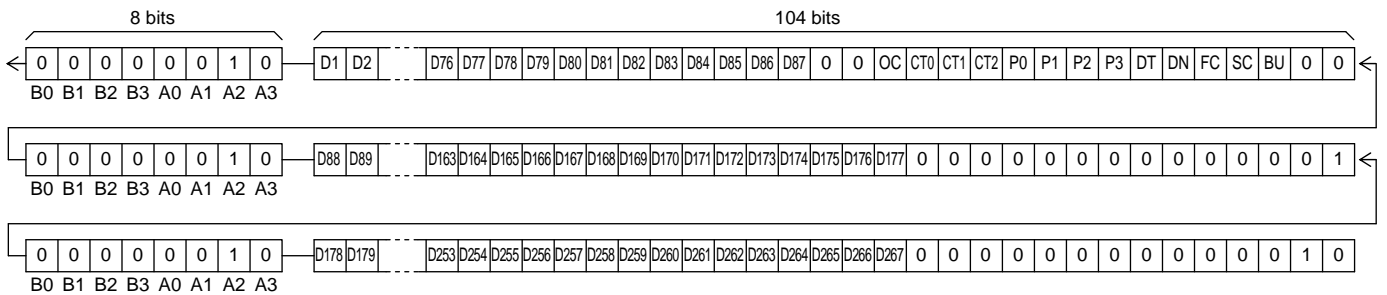 8 bits 104 bits
0 0 0 0 0 0 1 0 D1 D2 D76 D77 D78 D79 D80 D81 D82 D83 D84 D85 D86 D87 0 0 OC CT0 CT1 CT2 P0 P1 P2 P3 DT DN FC SC BU 0 0
B0 B1 B2 B3 A0 A1 A2 A3
0 0 0 0 0 0 1 0 D88 D89 D163 D164 D165 D166 D167 D168 D169 D170 D171 D172 D173 D174 D175 D176 D177 0 0 0 0 0 0 0 0 0 0 0 0 0 1
B0 B1 B2 B3 A0 A1 A2 A3
0 0 0 0 0 0 1 0 D178 D179 D253 D254 D255 D256 D257 D258 D259 D260 D261 D262 D263 D264 D265 D266 D267 0 0 0 0 0 0 0 0 0 0 0 0 1 0
B0 B1 B2 B3 A0 A1 A2 A3